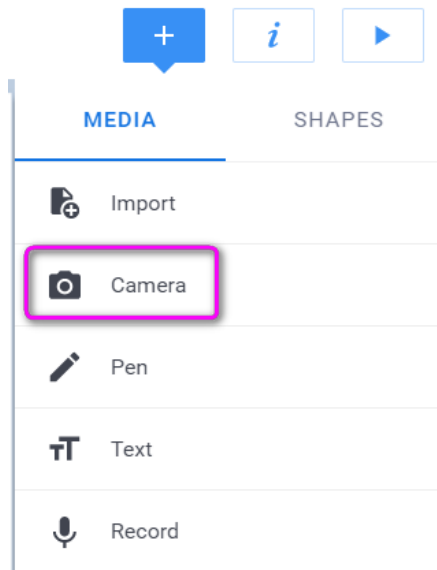 MEDIA SHAPES
Import
Camera
Pen
Text
Record